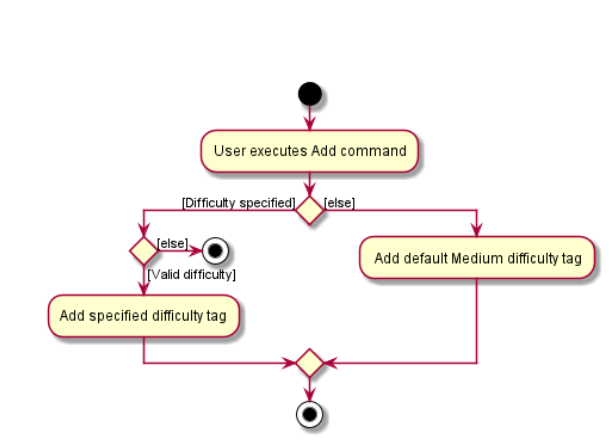 User executes Add command
[Difficulty specified]
[else]
[else]
Add default Medium difficulty tag
[Valid difficulty]
Add specified difficulty tag